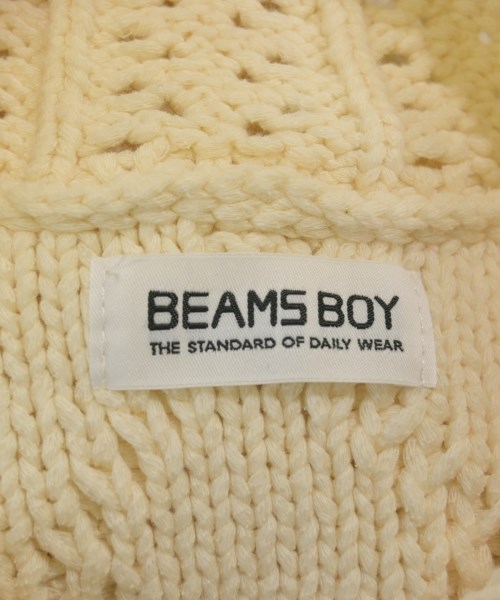 BEAMS BOY
THE STANDARD OF DAILY WEAR